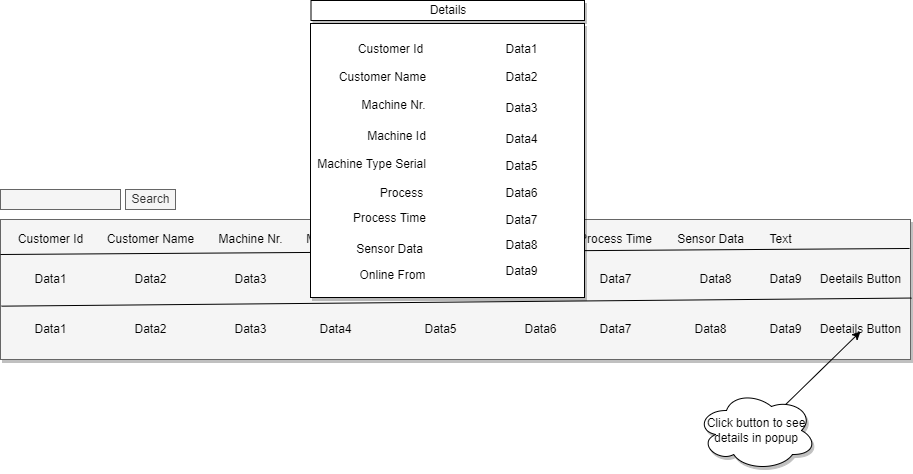 Details
Customer Id Data1
Customer Name Data2
Machine Nr. Data3
Machine Id Data4
Machine Type Serial Data5
Process Data6
Process Time Data7
Sensor Data Data8
Online From Data9
Search
Customer Id Customer Name Machine Nr. Process Time Sensor Data Text
Data1 Data2 Data3 Data7 Data8 Data9 Deetails Button
Data1 Data2 Data3 Data4 Data5 Data6 Data7 Data8 Data9 Deetails Button
Click button to see
details in popup